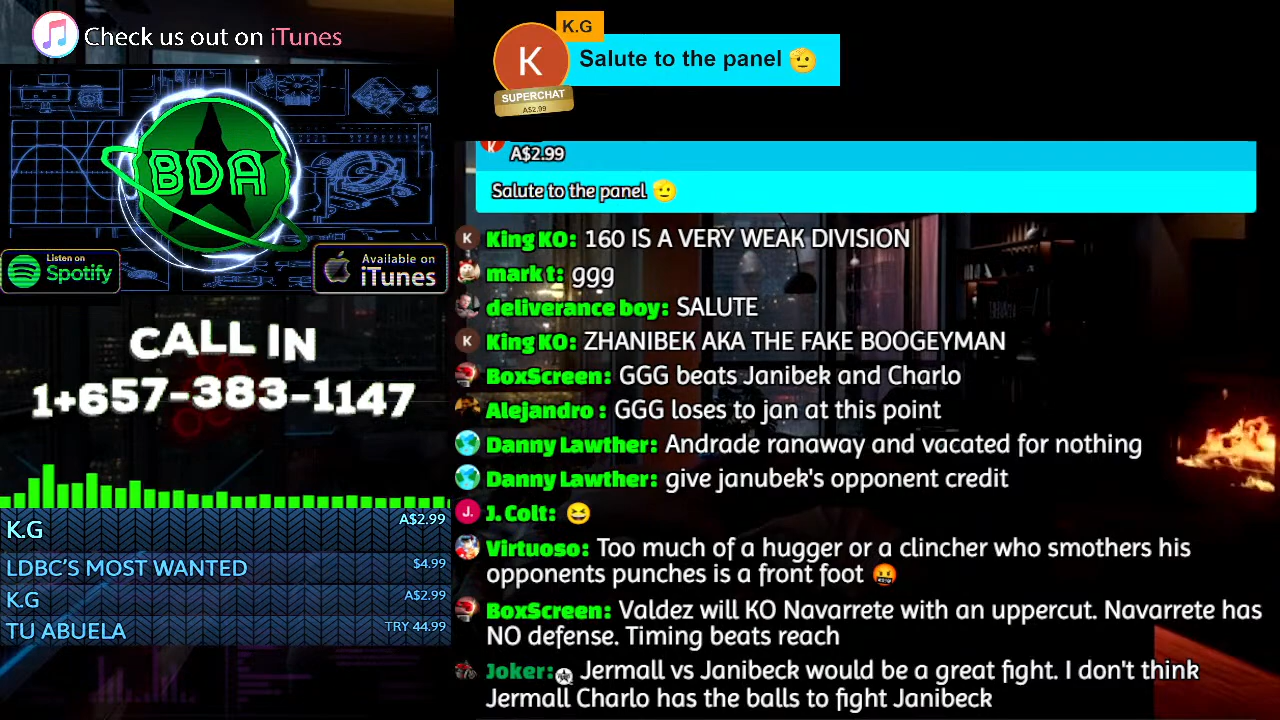 Check us out on iTunes
BDA
Listen on
Spotify
Available on
iTunes
CALL IN
1+657-383-1147
K.G
A$2.99
LDBC'S MOST WANTED
$4.99
K.G
A$2.99
TU ABUELA
TRY 44.99
K.G
K
Salute to the panel 🫡
SUPERCHAT
A$2.99
K
A$2.99
Salute to the panel 🫡
K
King KO: 160 IS A VERY WEAK DIVISION
mark t: ggg
deliverance boy: SALUTE
K
King KO: ZHANIBEK AKA THE FAKE BOOGEYMAN
BoxScreen: GGG beats Janibek and Charlo
Alejandro : GGG loses to jan at this point
Danny Lawther: Andrade ranaway and vacated for nothing
Danny Lawther: give janubek's opponent credit
J.
J. Colt: 😆
Virtuoso: Too much of a hugger or a clincher who smothers his
opponents punches is a front foot 🤬
BoxScreen: Valdez will KO Navarrete with an uppercut. Navarrete has
NO defense. Timing beats reach
Joker: Jermall vs Janibeck would be a great fight. I don't think
Jermall Charlo has the balls to fight Janibeck